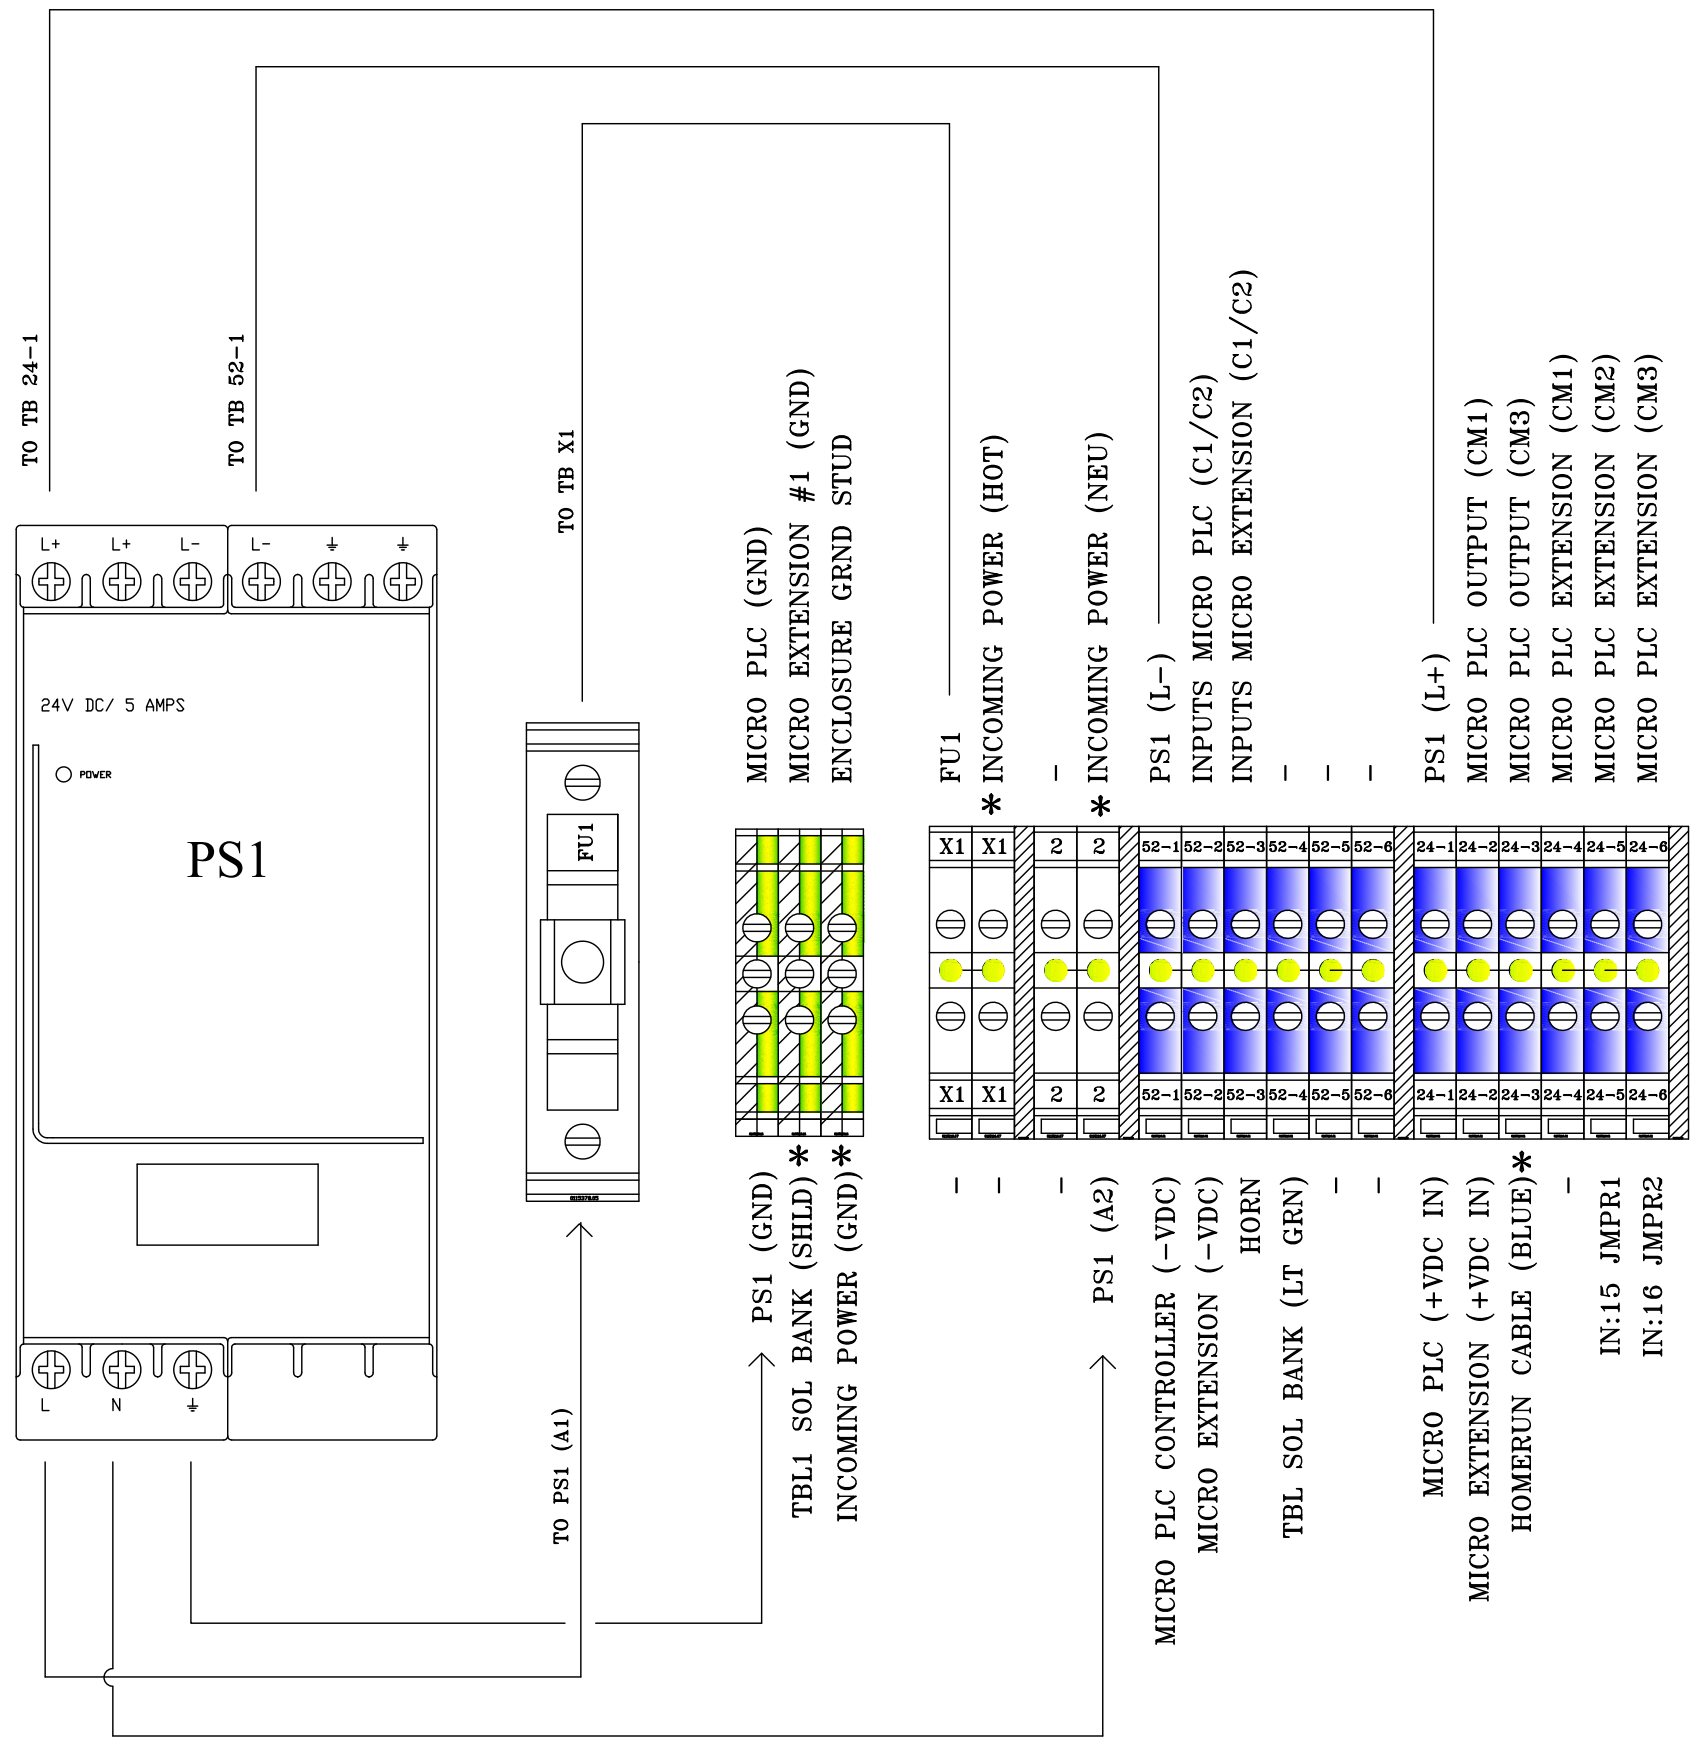 TO TB 24-1
TO TB 52-1
TO TB X1
L+
L+
L-
L-
24V DC/ 5 AMPS
POWER
PS1
L
N
FU1
TO PS1 (A1)
MICRO PLC (GND)
MICRO EXTENSION #1 (GND)
ENCLOSURE GRND STUD
PS1 (GND)
TBL1 SOL BANK (SHLD)*
INCOMING POWER (GND)*
FU1
* INCOMING POWER (HOT)
-
* INCOMING POWER (NEU)
PS1 (L-)
INPUTS MICRO PLC (C1/C2)
INPUTS MICRO EXTENSION (C1/C2)
-
-
-
PS1 (L+)
MICRO PLC OUTPUT (CM1)
MICRO PLC OUTPUT (CM3)
MICRO PLC EXTENSION (CM1)
MICRO PLC EXTENSION (CM2)
MICRO PLC EXTENSION (CM3)
X1 X1 2 2 52-1 52-2 52-3 52-4 52-5 52-6 24-1 24-2 24-3 24-4 24-5 24-6
X1 X1 2 2 52-1 52-2 52-3 52-4 52-5 52-6 24-1 24-2 24-3 24-4 24-5 24-6
-
-
-
PS1 (A2)
MICRO PLC CONTROLLER (-VDC)
MICRO EXTENSION (-VDC)
HORN
TBL SOL BANK (LT GRN)
-
-
MICRO PLC (+VDC IN)
MICRO EXTENSION (+VDC IN)
HOMERUN CABLE (BLUE)*
-
IN:15 JMPR1
IN:16 JMPR2